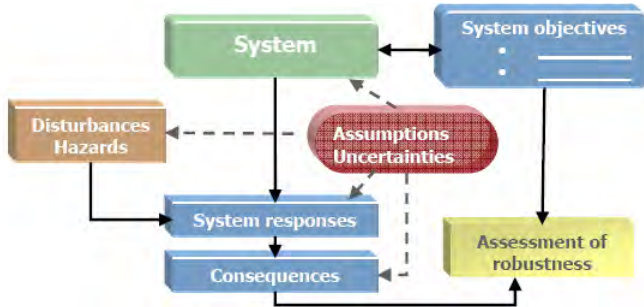 System
System objectives
•
•
Disturbances
Hazards
Assumptions
Uncertainties
System responses
Consequences
Assessment of
robustness